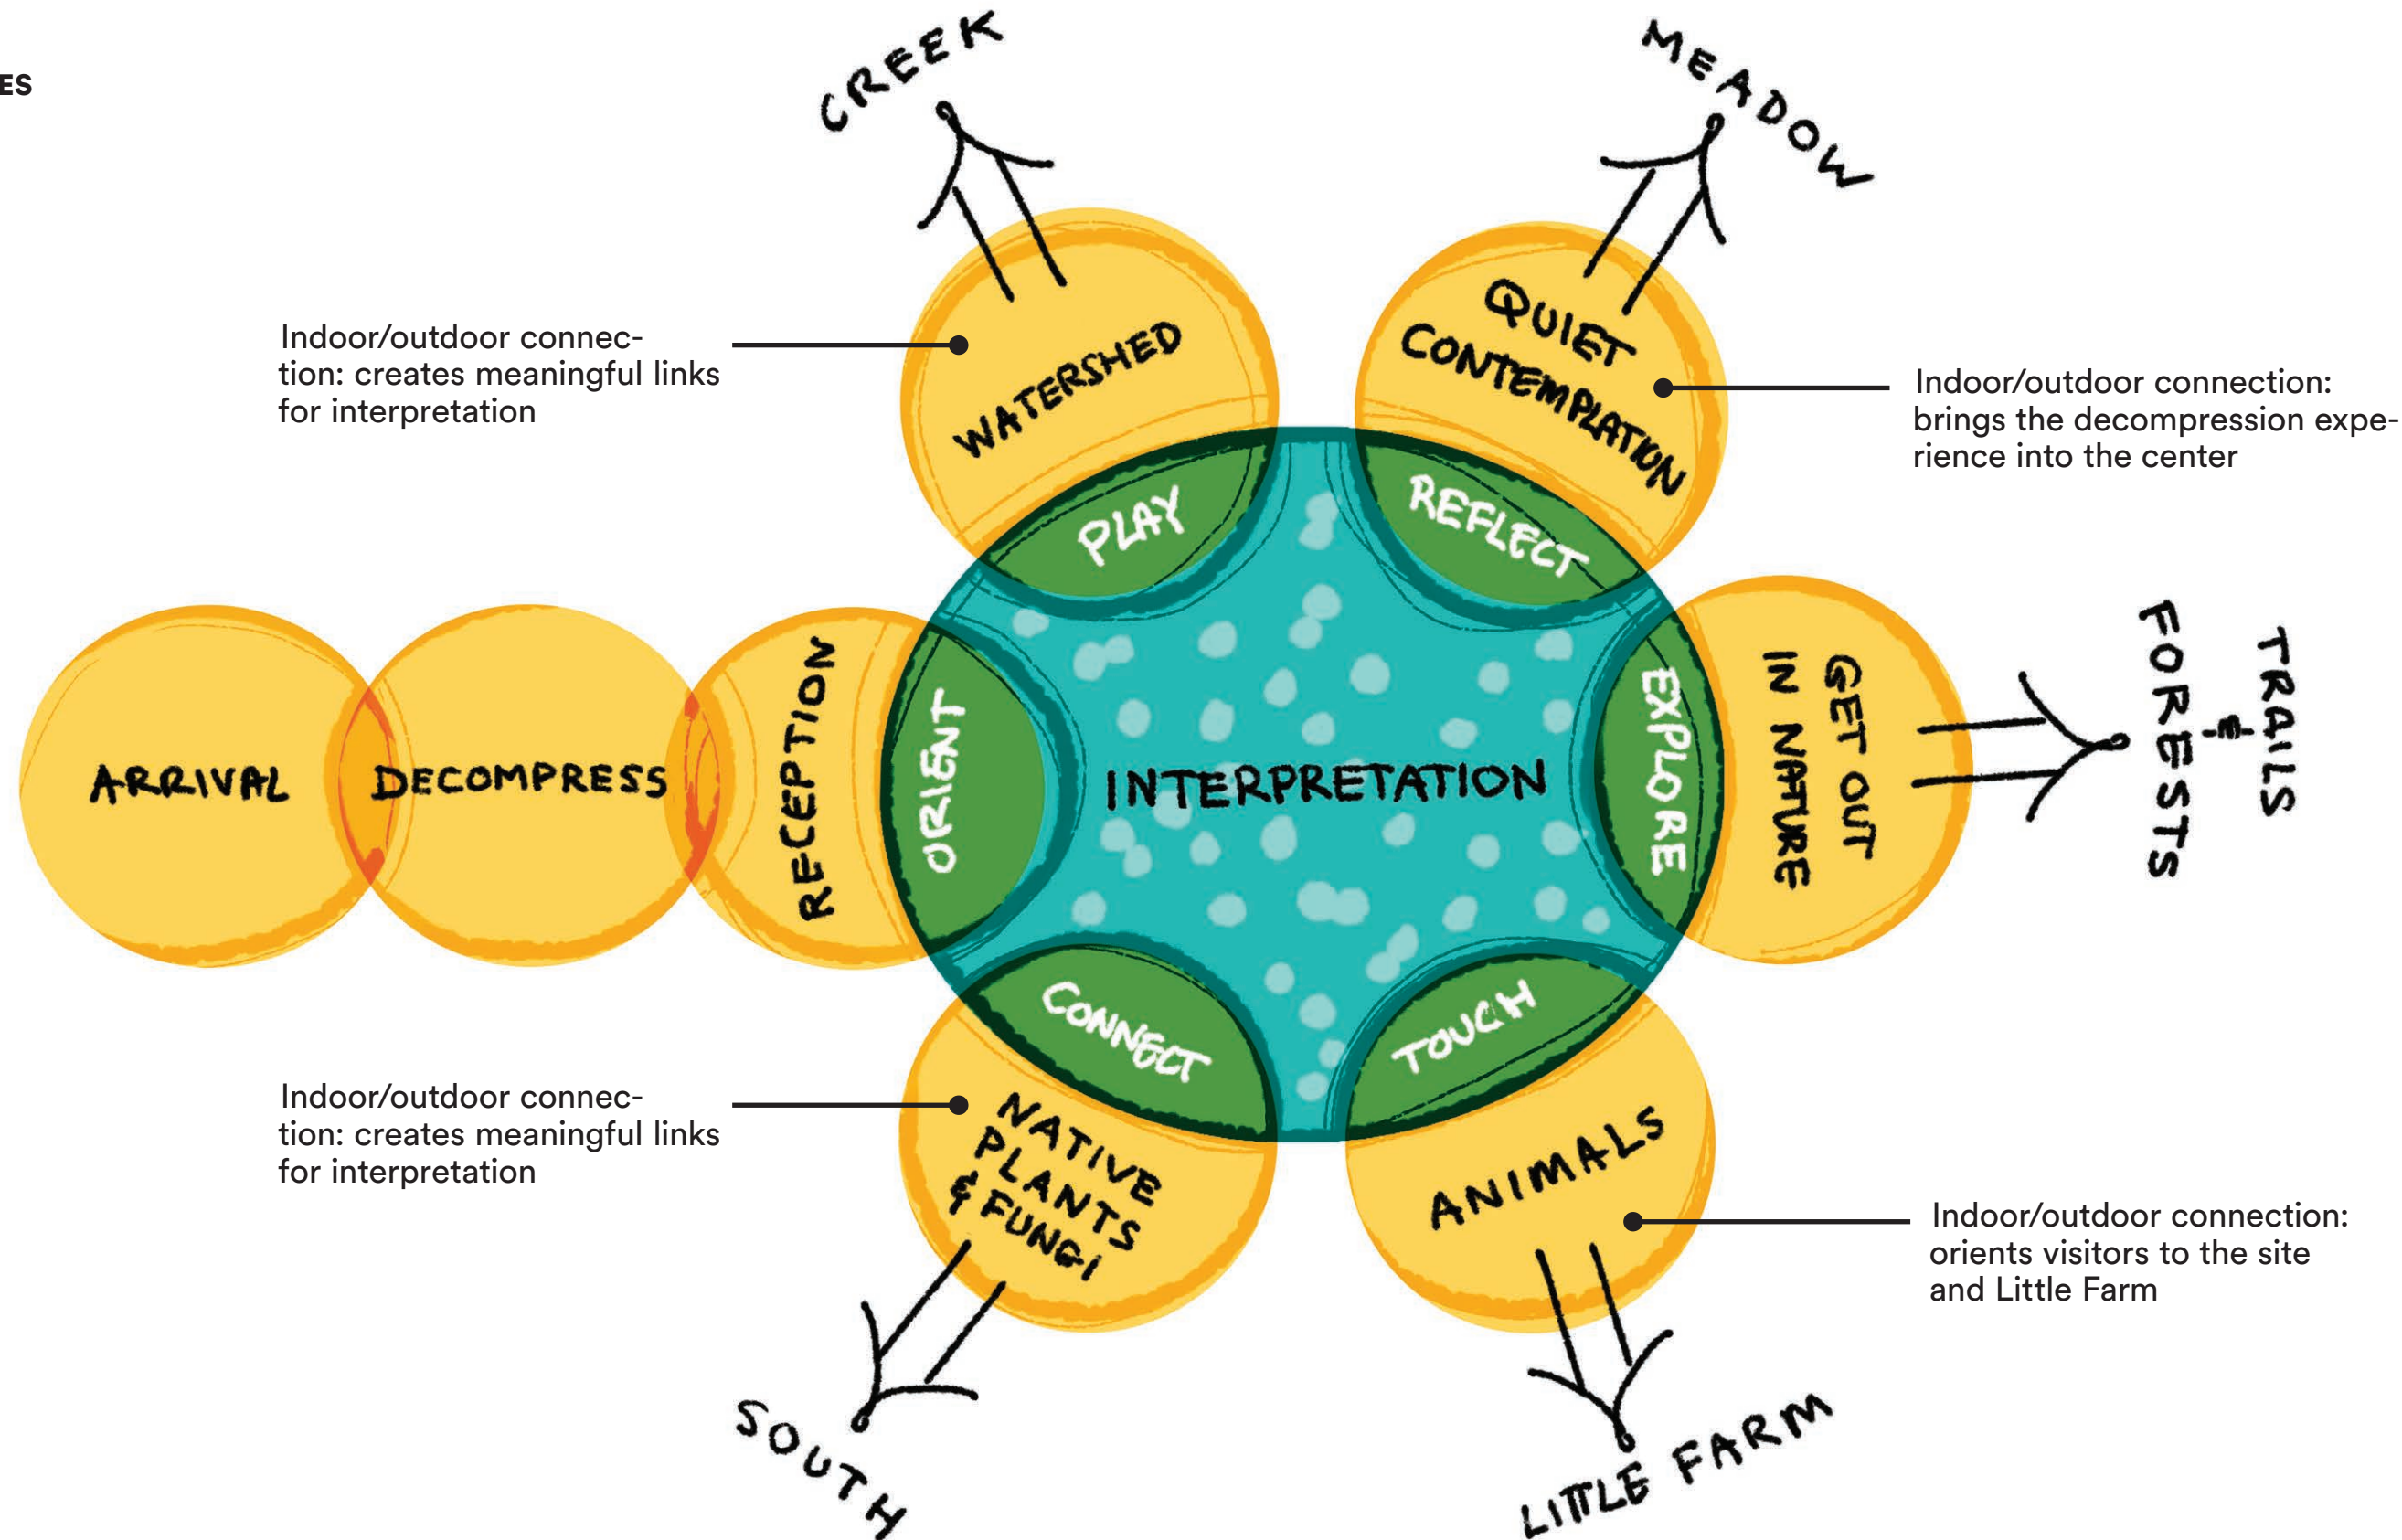 ES
CREEK
MEADOW
Indoor/outdoor connec-
tion: creates meaningful links
for interpretation
WATERSHED
QUIET
CONTEMPLATION
Indoor/outdoor connection:
brings the decompression expe-
rience into the center
PLAY
REFLECT
ARRIVAL
DECOMPRESS
RECEPTION
ORIENT
INTERPRETATION
EXPLORE
GET OUT
IN NATURE
TRAILS
&
FORESTS
CONNECT
TOUCH
Indoor/outdoor connec-
tion: creates meaningful links
for interpretation
NATIVE
PLANTS
& FUNGI
ANIMALS
Indoor/outdoor connection:
orients visitors to the site
and Little Farm
SOUTH
LITTLE FARM